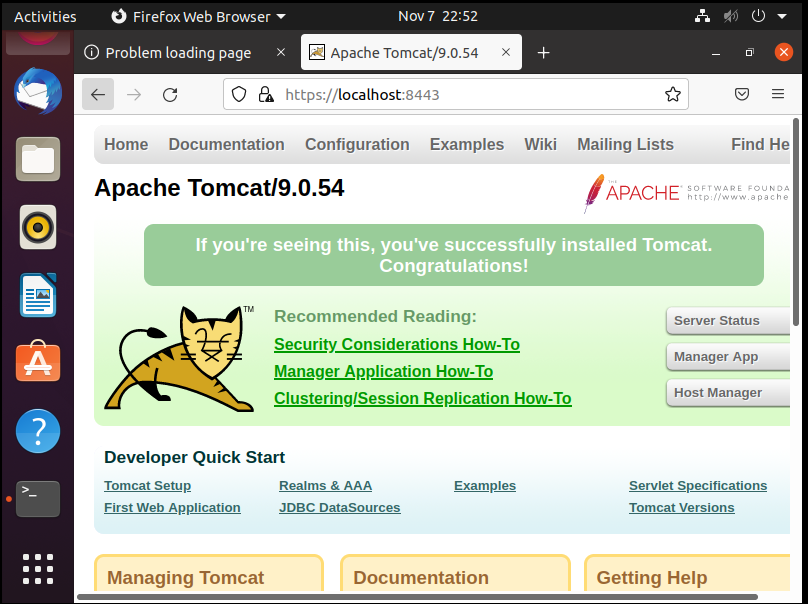 Activities Firefox Web Browser Nov 7 22:52
Problem loading page Apache Tomcat/9.0.54
https://localhost:8443
Home Documentation Configuration Examples Wiki Mailing Lists Find He
Apache Tomcat/9.0.54
THE
APACHE SOFTWARE FOUNDA
http://www.apache
If you're seeing this, you've successfully installed Tomcat.
Congratulations!
TM
Recommended Reading:
Security Considerations How-To
Manager Application How-To
Clustering/Session Replication How-To
Server Status
Manager App
Host Manager
Developer Quick Start
Tomcat Setup Realms & AAA Examples Servlet Specifications
First Web Application JDBC DataSources Tomcat Versions
Managing Tomcat Documentation Getting Help